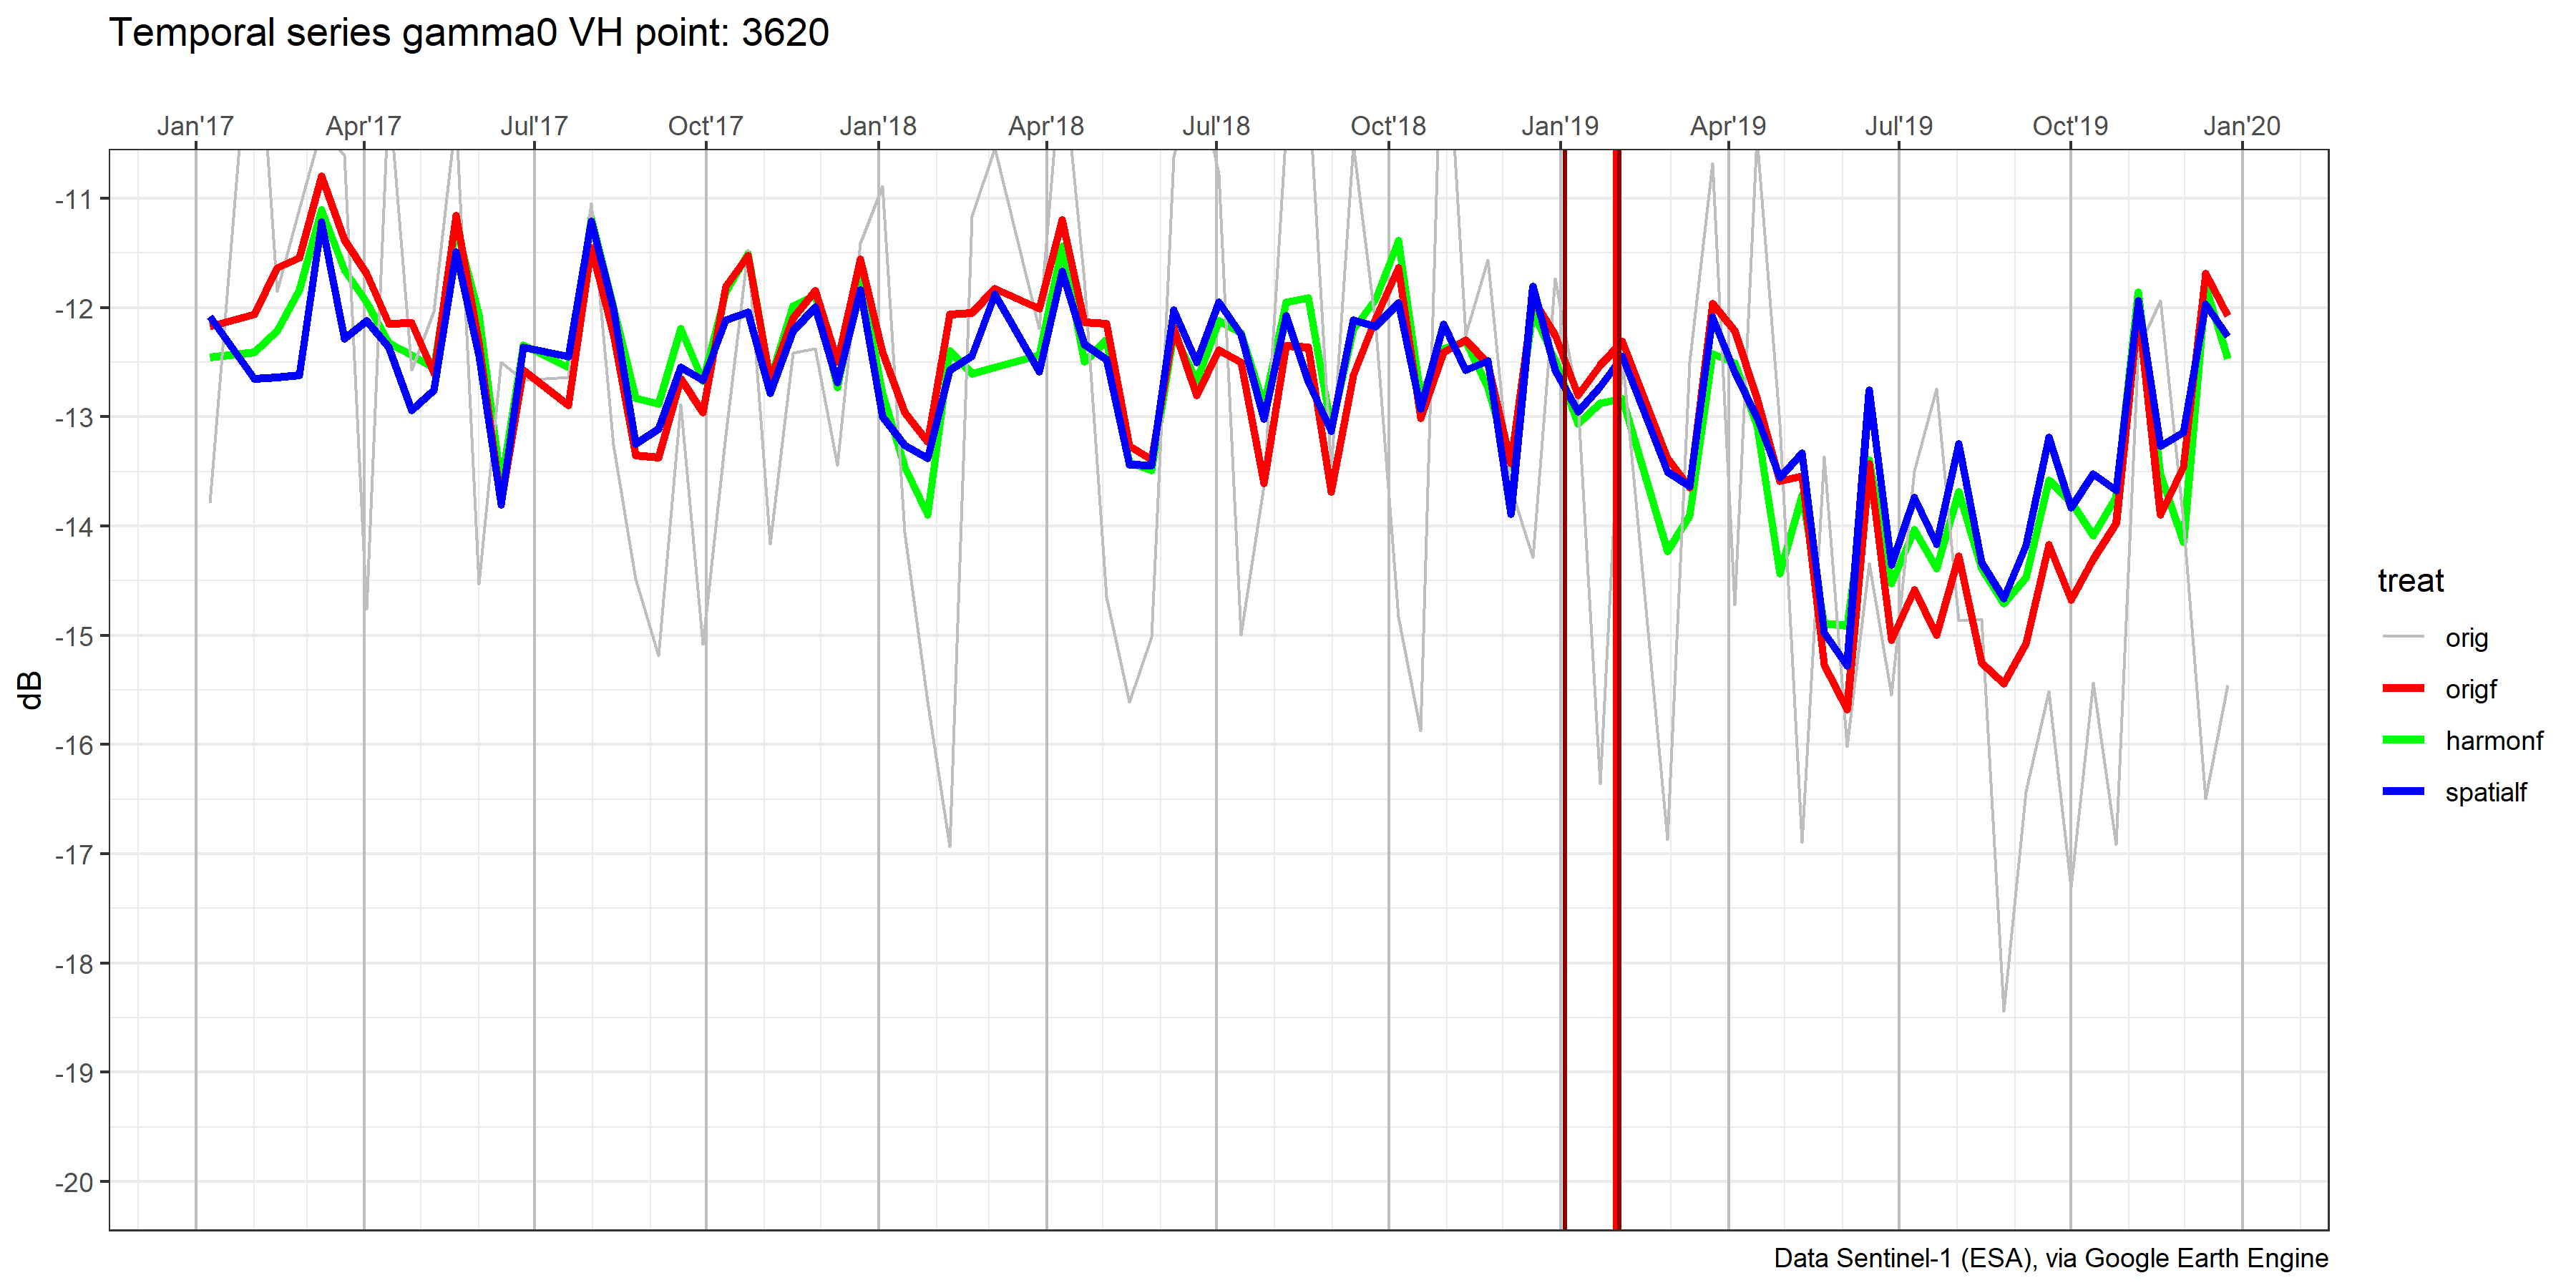 Temporal series gamma0 VH point: 3620
Jan'17 Apr'17 Jul'17 Oct'17 Jan'18 Apr'18 Jul'18 Oct'18 Jan'19 Apr'19 Jul'19 Oct'19 Jan'20
-11
-12
-13
-14
-15
-16
-17
-18
-19
-20
dB
treat
orig
origf
harmonf
spatialf
Data Sentinel-1 (ESA), via Google Earth Engine